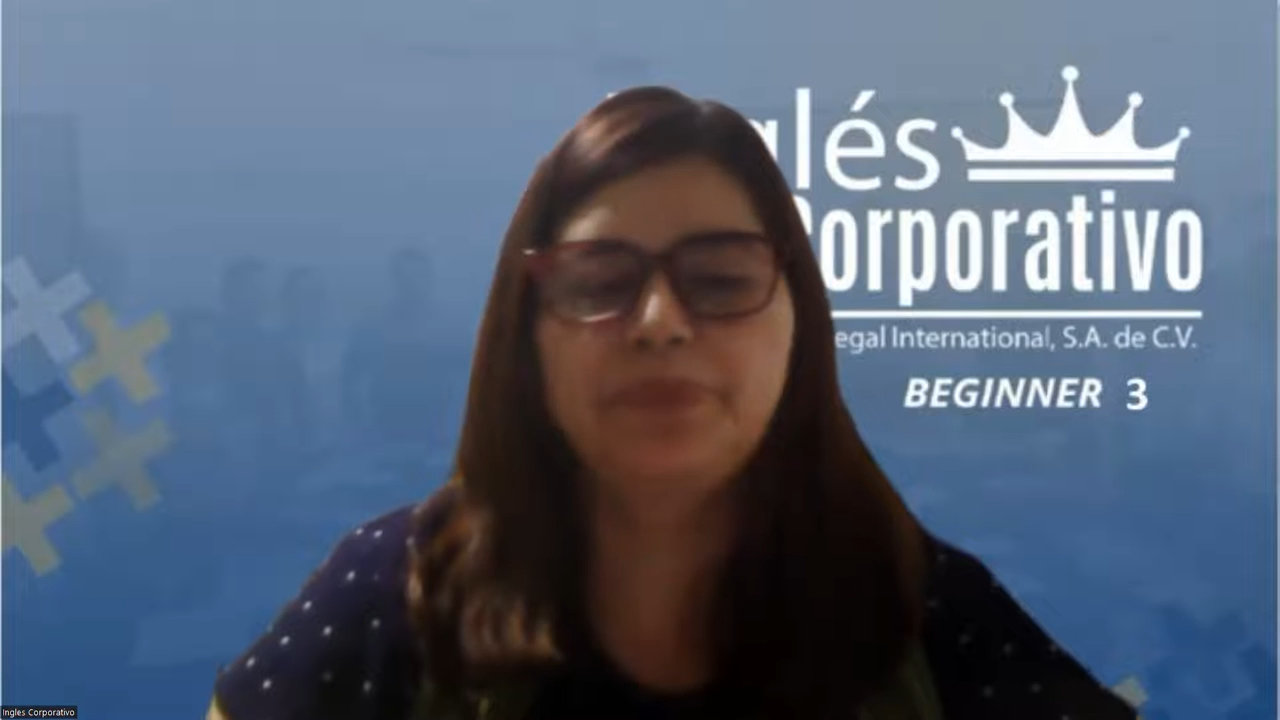 glés
Corporativo
egal International, S.A. de C.V.
BEGINNER 3
Ingles Corporativo